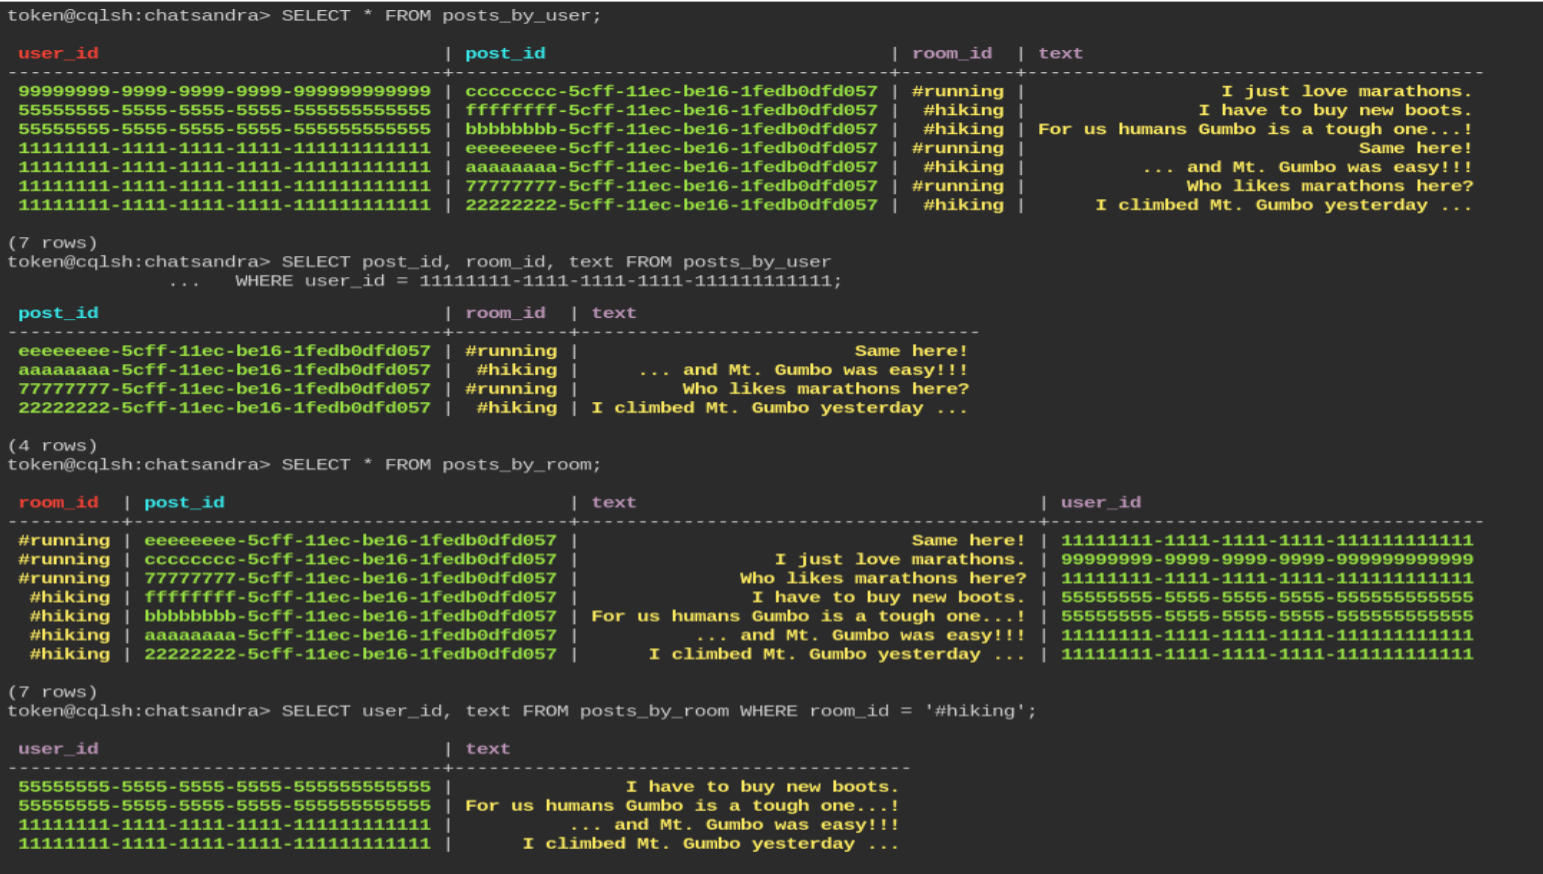 token@cqlsh:chatsandra> SELECT * FROM posts_by_user;
user_id | post_id | room_id | text
--------------------------------------+--------------------------------------+----------+----------------------------------------
99999999-9999-9999-9999-999999999999 | cccccccc-5cff-11ec-be16-1fedb0dfd057 | #running | I just love marathons.
55555555-5555-5555-5555-555555555555 | ffffffff-5cff-11ec-be16-1fedb0dfd057 | #hiking | I have to buy new boots.
55555555-5555-5555-5555-555555555555 | bbbbbbbb-5cff-11ec-be16-1fedb0dfd057 | #hiking | For us humans Gumbo is a tough one...!
11111111-1111-1111-1111-111111111111 | eeeeeeee-5cff-11ec-be16-1fedb0dfd057 | #running | Same here!
11111111-1111-1111-1111-111111111111 | aaaaaaaa-5cff-11ec-be16-1fedb0dfd057 | #hiking | ... and Mt. Gumbo was easy!!!
11111111-1111-1111-1111-111111111111 | 77777777-5cff-11ec-be16-1fedb0dfd057 | #running | Who likes marathons here?
11111111-1111-1111-1111-111111111111 | 22222222-5cff-11ec-be16-1fedb0dfd057 | #hiking | I climbed Mt. Gumbo yesterday ...
(7 rows)
token@cqlsh:chatsandra> SELECT post_id, room_id, text FROM posts_by_user
... WHERE user_id = 11111111-1111-1111-1111-111111111111;
post_id | room_id | text
--------------------------------------+----------+-----------------------------------
eeeeeeee-5cff-11ec-be16-1fedb0dfd057 | #running | Same here!
aaaaaaaa-5cff-11ec-be16-1fedb0dfd057 | #hiking | ... and Mt. Gumbo was easy!!!
77777777-5cff-11ec-be16-1fedb0dfd057 | #running | Who likes marathons here?
22222222-5cff-11ec-be16-1fedb0dfd057 | #hiking | I climbed Mt. Gumbo yesterday ...
(4 rows)
token@cqlsh:chatsandra> SELECT * FROM posts_by_room;
room_id | post_id | text | user_id
----------+--------------------------------------+----------------------------------------+--------------------------------------
#running | eeeeeeee-5cff-11ec-be16-1fedb0dfd057 | Same here! | 11111111-1111-1111-1111-111111111111
#running | cccccccc-5cff-11ec-be16-1fedb0dfd057 | I just love marathons. | 99999999-9999-9999-9999-999999999999
#running | 77777777-5cff-11ec-be16-1fedb0dfd057 | Who likes marathons here? | 11111111-1111-1111-1111-111111111111
#hiking | ffffffff-5cff-11ec-be16-1fedb0dfd057 | I have to buy new boots. | 55555555-5555-5555-5555-555555555555
#hiking | bbbbbbbb-5cff-11ec-be16-1fedb0dfd057 | For us humans Gumbo is a tough one...! | 55555555-5555-5555-5555-555555555555
#hiking | aaaaaaaa-5cff-11ec-be16-1fedb0dfd057 | ... and Mt. Gumbo was easy!!! | 11111111-1111-1111-1111-111111111111
#hiking | 22222222-5cff-11ec-be16-1fedb0dfd057 | I climbed Mt. Gumbo yesterday ... | 11111111-1111-1111-1111-111111111111
(7 rows)
token@cqlsh:chatsandra> SELECT user_id, text FROM posts_by_room WHERE room_id = '#hiking';
user_id | text
--------------------------------------+----------------------------------------
55555555-5555-5555-5555-555555555555 | I have to buy new boots.
55555555-5555-5555-5555-555555555555 | For us humans Gumbo is a tough one...!
11111111-1111-1111-1111-111111111111 | ... and Mt. Gumbo was easy!!!
11111111-1111-1111-1111-111111111111 | I climbed Mt. Gumbo yesterday ...